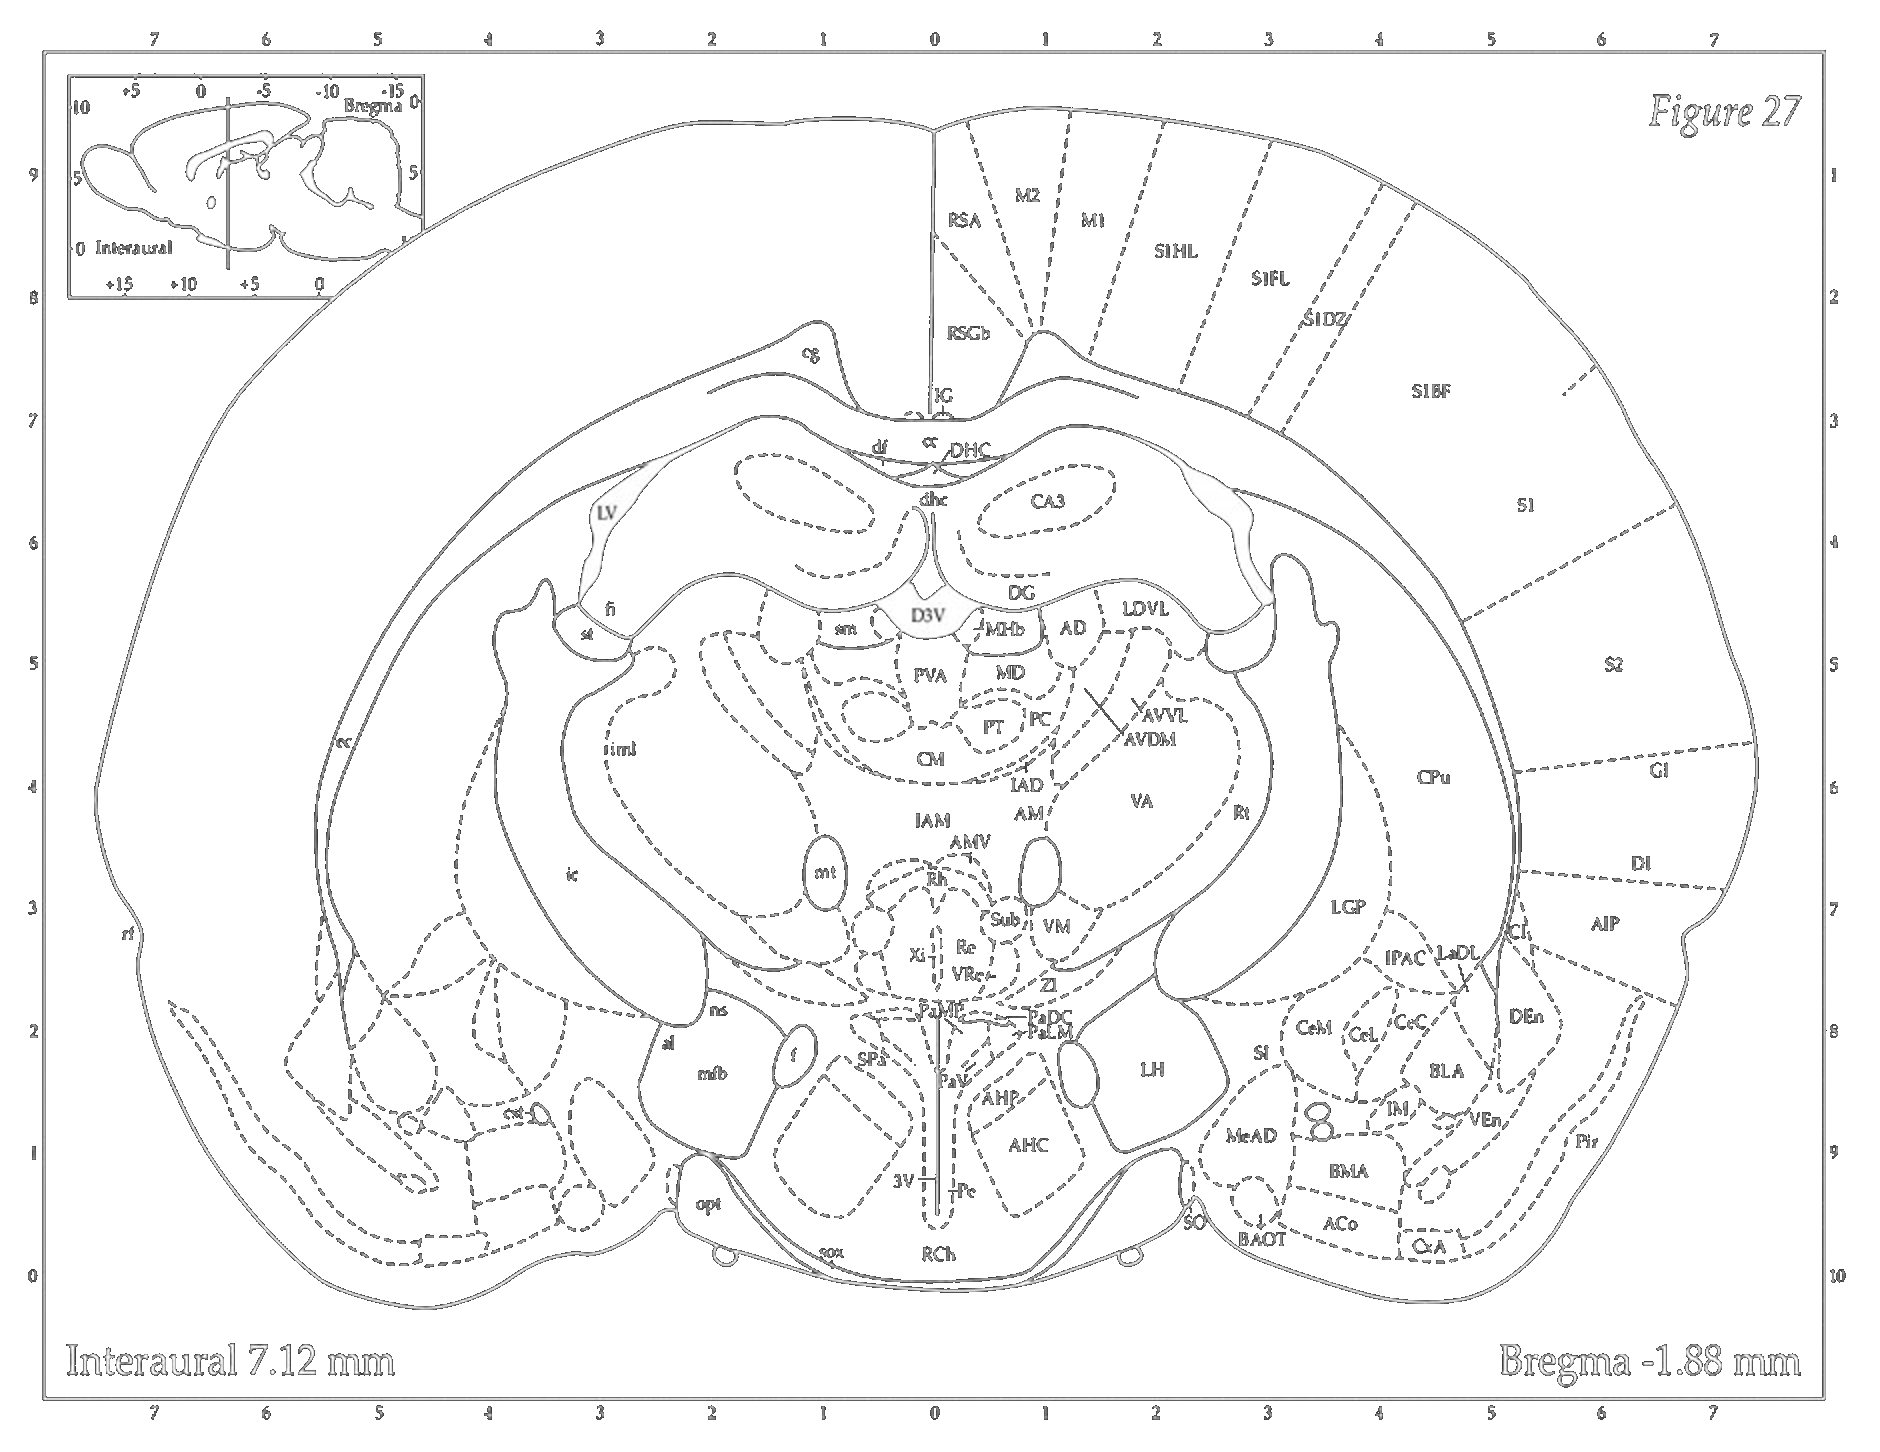 7 6 5 4 3 2 1 0 1 2 3 4 5 6 7
+5 0 -5 -10 -15
10 Bregma 0
5 5
0 Interaural
+15 +10 +5 0
Figure 27
9 1
8 2
7 3
6 4
5 5
4 6
3 7
2 8
1 9
0 10
RSA M2 M1
S1HL
S1FL
S1DZ
RSGb
cg
S1BF
IG
df cc DHC
dhc CA3
LV S1
DG
fi D3V LDVL
st sm MHb AD
S2
PVA MD
PT PC AVVL
AVDM
ec iml CM
GI
IAD CPu
VA
IAM AM Rt
AMV
DI
mt Rh
ic
LGP
Sub VM AIP
rf CI
Xi Re
IPAC LaDL
VRe
ZI
ns PaMP PaDC DEn
PaLM CeM CeL CeC
al f SPa SI
mfb PaV LH BLA
AHP
IM
est VEn
MeAD Pir
AHC
BMA
3V Pe
opt
SO ACo
BAOT
sox RCh CxA
Interaural 7.12 mm
Bregma -1.88 mm
7 6 5 4 3 2 1 0 1 2 3 4 5 6 7